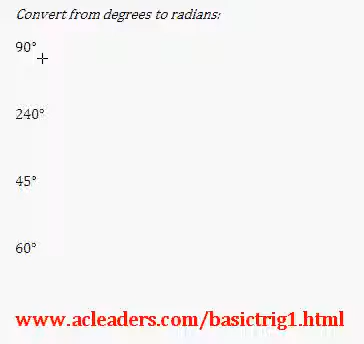 Convert from degrees to radians:
90°
240°
45°
60°
www.acleaders.com/basictrig1.html